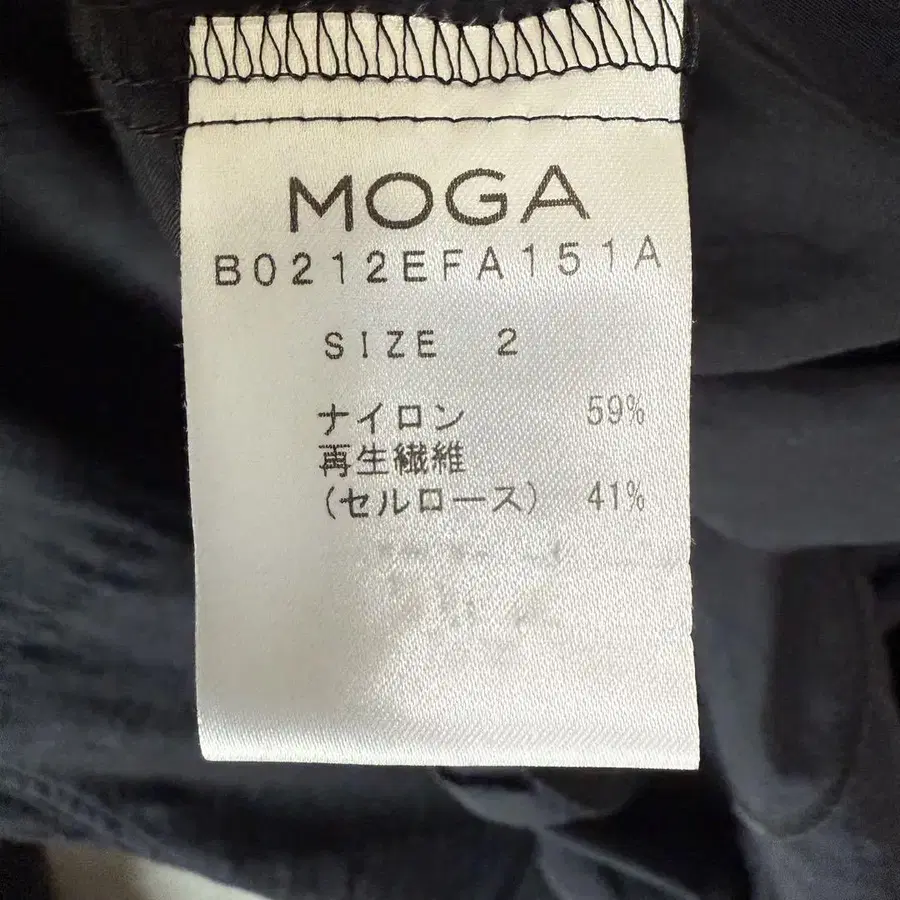 MOGA
B0212EFA151A
SIZE 2
ナイロン 59%
再生繊維
(セルロース) 41%